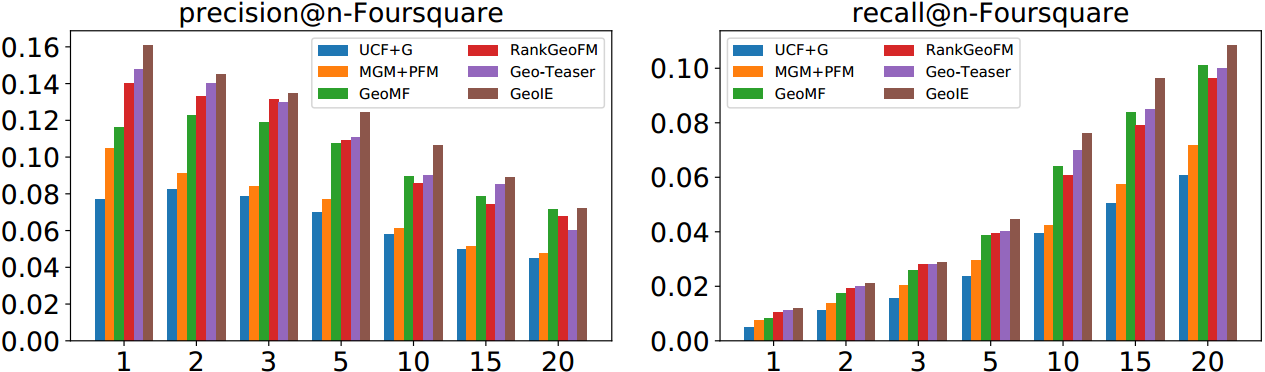 precision@n-Foursquare
0.16
0.14
0.12
0.10
0.08
0.06
0.04
0.02
0.00
UCF+G
MGM+PFM
GeoMF
RankGeoFM
Geo-Teaser
GeoIE
1 2 3 5 10 15 20
recall@n-Foursquare
0.10
0.08
0.06
0.04
0.02
0.00
UCF+G
MGM+PFM
GeoMF
RankGeoFM
Geo-Teaser
GeoIE
1 2 3 5 10 15 20